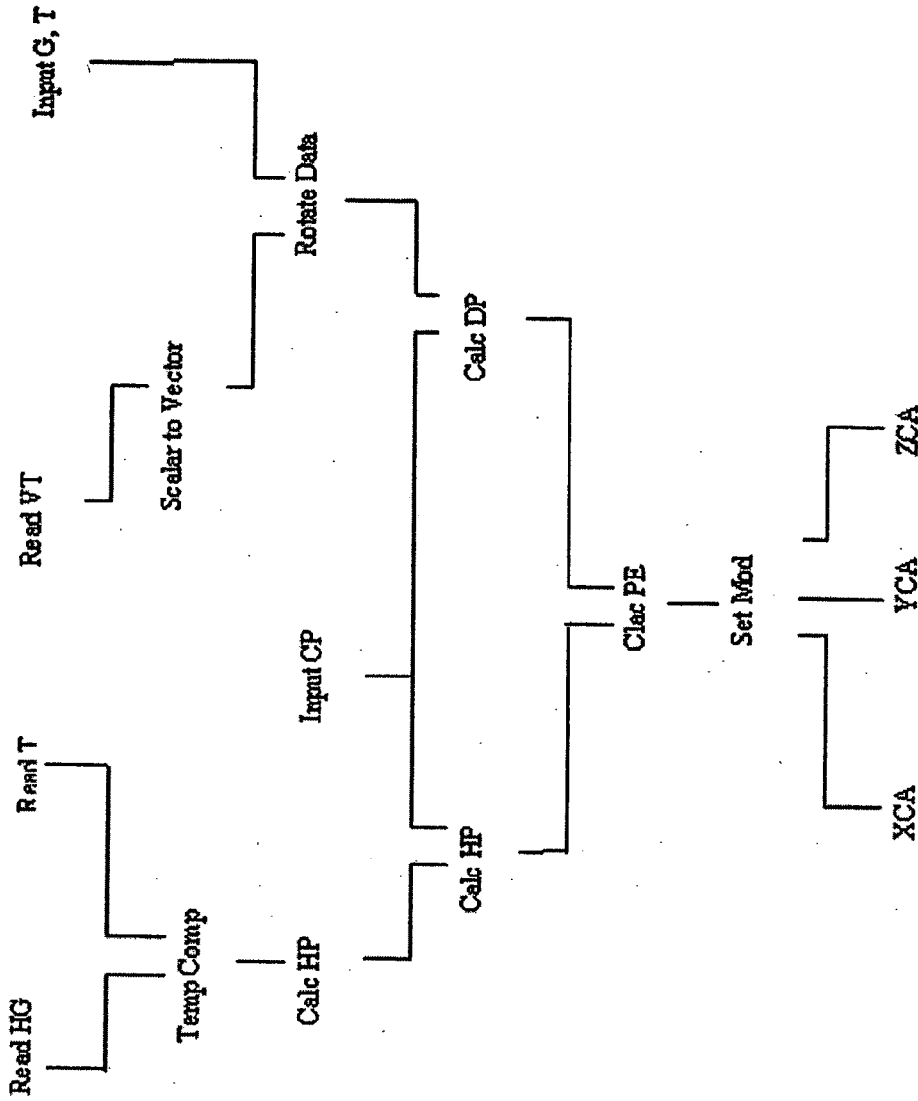 Read HG
Read T
Read VT
Input G, T
Temp Comp
Scalar to Vector
Calc HP
Input CP
Rotate Data
Calc HP
Calc DP
Clac PE
Set Mod
XCA
YCA
ZCA